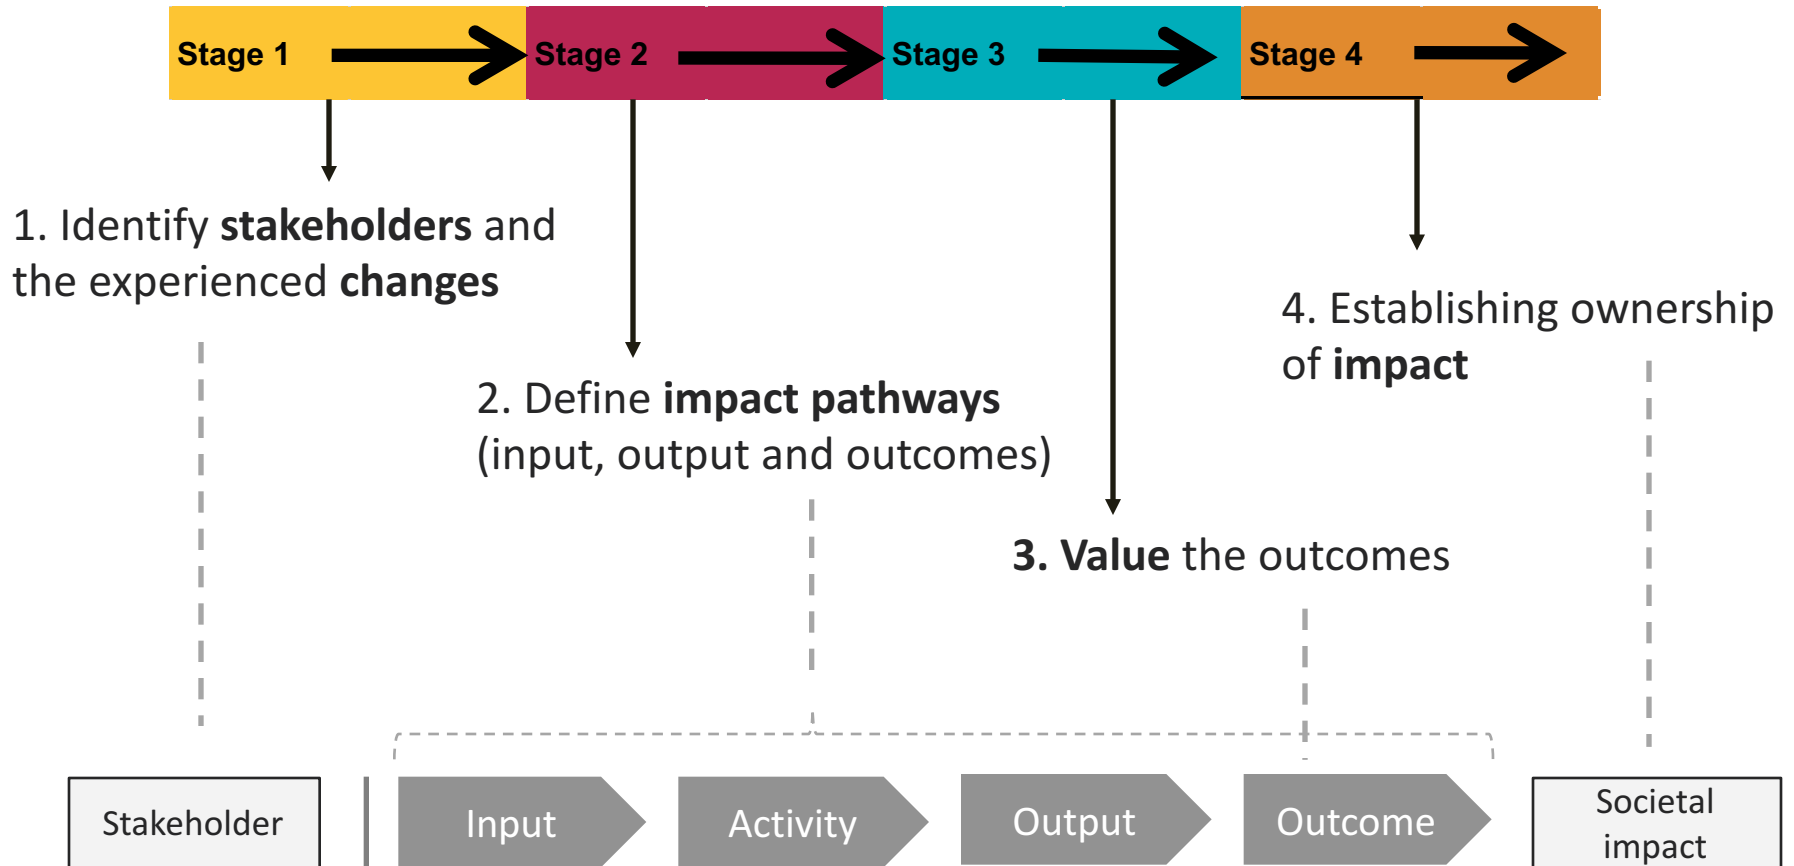 Stage 1
Stage 2
Stage 3
Stage 4
1. Identify stakeholders and
the experienced changes
2. Define impact pathways
(input, output and outcomes)
3. Value the outcomes
4. Establishing ownership
of impact
Stakeholder
Input
Activity
Output
Outcome
Societal
impact